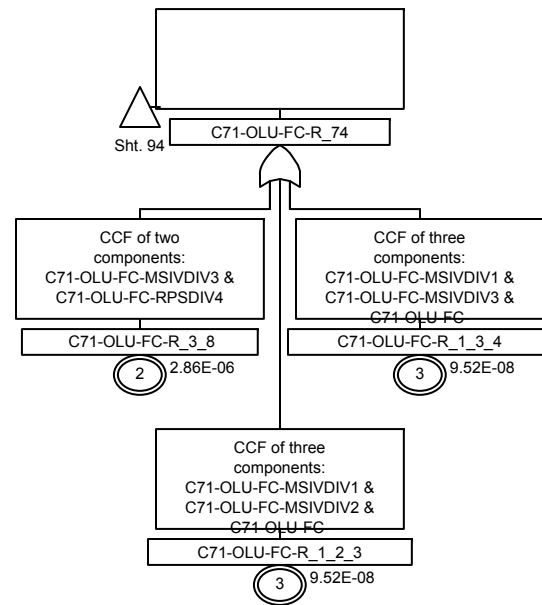 C71-OLU-FC-R_74
Sht. 94
CCF of two
components:
C71-OLU-FC-MSIVDIV3 &
C71-OLU-FC-RPSDIV4
C71-OLU-FC-R_3_8
2
2.86E-06
CCF of three
components:
C71-OLU-FC-MSIVDIV1 &
C71-OLU-FC-MSIVDIV3 &
C71-OLU-FC
C71-OLU-FC-R_1_3_4
3
9.52E-08
CCF of three
components:
C71-OLU-FC-MSIVDIV1 &
C71-OLU-FC-MSIVDIV2 &
C71-OLU-FC
C71-OLU-FC-R_1_2_3
3
9.52E-08